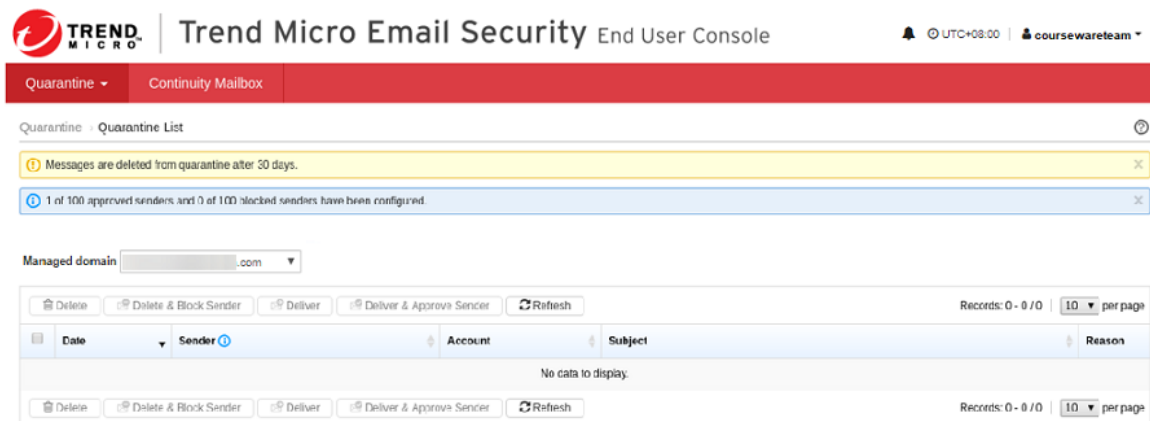 TREND MICRO Trend Micro Email Security End User Console UTC+08:00 | coursewareteam
Quarantine Continuity Mailbox
Quarantine Quarantine List
Messages are deleted from quarantine after 30 days.
1 of 100 approved senders and 0 of 100 blocked senders have been configured.
Managed domain .com
Delete Delete & Block Sender Deliver Deliver & Approve Sender Refresh Records: 0 - 0 / 0 | 10 per page
Date Sender Account Subject Reason
No data to display.
Delete Delete & Block Sender Deliver Deliver & Approve Sender Refresh Records: 0 - 0 / 0 | 10 per page